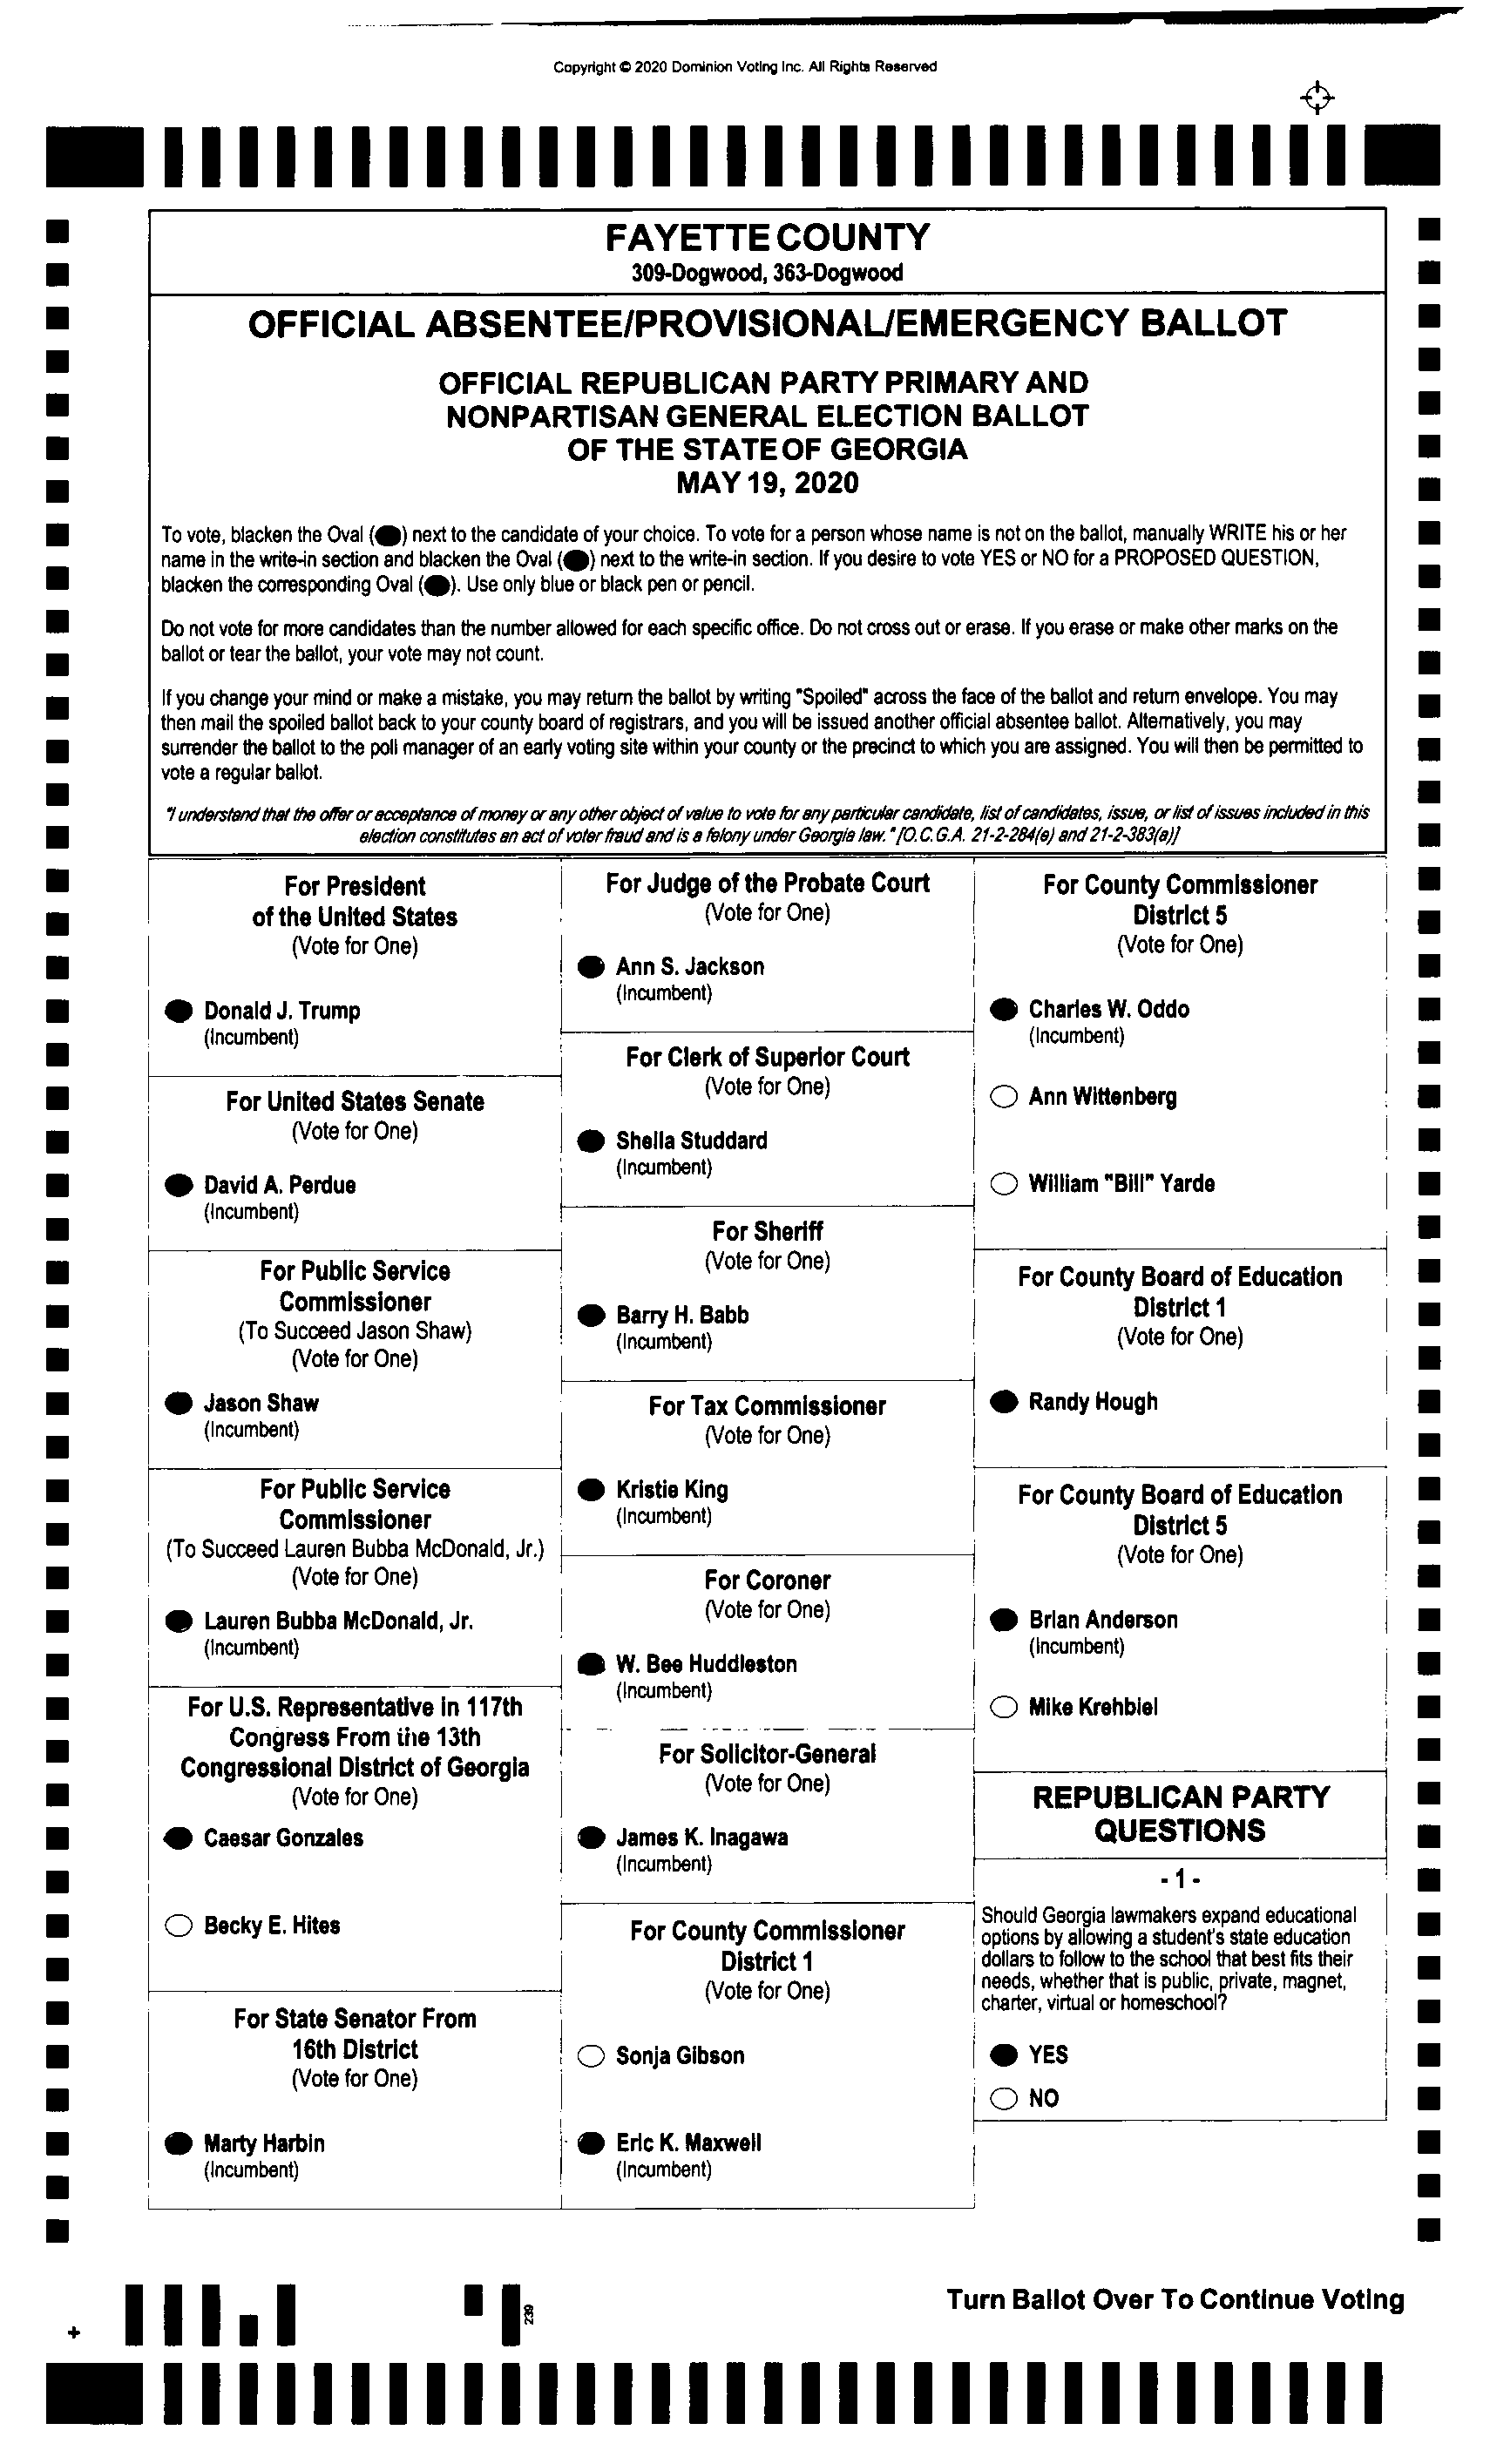 Copyright © 2020 Dominion Voting Inc. All Rights Reserved
FAYETTE COUNTY
309-Dogwood, 363-Dogwood
OFFICIAL ABSENTEE/PROVISIONAL/EMERGENCY BALLOT
OFFICIAL REPUBLICAN PARTY PRIMARY AND
NONPARTISAN GENERAL ELECTION BALLOT
OF THE STATE OF GEORGIA
MAY 19, 2020
To vote, blacken the Oval (●) next to the candidate of your choice. To vote for a person whose name is not on the ballot, manually WRITE his or her
name in the write-in section and blacken the Oval (●) next to the write-in section. If you desire to vote YES or NO for a PROPOSED QUESTION,
blacken the corresponding Oval (●). Use only blue or black pen or pencil.
Do not vote for more candidates than the number allowed for each specific office. Do not cross out or erase. If you erase or make other marks on the
ballot or tear the ballot, your vote may not count.
If you change your mind or make a mistake, you may return the ballot by writing "Spoiled" across the face of the ballot and return envelope. You may
then mail the spoiled ballot back to your county board of registrars, and you will be issued another official absentee ballot. Alternatively, you may
surrender the ballot to the poll manager of an early voting site within your county or the precinct to which you are assigned. You will then be permitted to
vote a regular ballot.
"I understand that the offer or acceptance of money or any other object of value to vote for any particular candidate, list of candidates, issue, or list of issues included in this
election constitutes an act of voter fraud and is a felony under Georgia law." [O.C.G.A. 21-2-284(e) and 21-2-383(a)]
For President
of the United States
(Vote for One)
Donald J. Trump
(Incumbent)
For United States Senate
(Vote for One)
David A. Perdue
(Incumbent)
For Public Service
Commissioner
(To Succeed Jason Shaw)
(Vote for One)
Jason Shaw
(Incumbent)
For Public Service
Commissioner
(To Succeed Lauren Bubba McDonald, Jr.)
(Vote for One)
Lauren Bubba McDonald, Jr.
(Incumbent)
For U.S. Representative in 117th
Congress From the 13th
Congressional District of Georgia
(Vote for One)
Caesar Gonzales
Becky E. Hites
For State Senator From
16th District
(Vote for One)
Marty Harbin
(Incumbent)
For Judge of the Probate Court
(Vote for One)
Ann S. Jackson
(Incumbent)
For Clerk of Superior Court
(Vote for One)
Sheila Studdard
(Incumbent)
For Sheriff
(Vote for One)
Barry H. Babb
(Incumbent)
For Tax Commissioner
(Vote for One)
Kristie King
(Incumbent)
For Coroner
(Vote for One)
W. Bee Huddleston
(Incumbent)
For Solicitor-General
(Vote for One)
James K. Inagawa
(Incumbent)
For County Commissioner
District 1
(Vote for One)
Sonja Gibson
Eric K. Maxwell
(Incumbent)
For County Commissioner
District 5
(Vote for One)
Charles W. Oddo
(Incumbent)
Ann Wittenberg
William "Bill" Yarde
For County Board of Education
District 1
(Vote for One)
Randy Hough
For County Board of Education
District 5
(Vote for One)
Brian Anderson
(Incumbent)
Mike Krehbiel
REPUBLICAN PARTY
QUESTIONS
- 1 -
Should Georgia lawmakers expand educational
options by allowing a student's state education
dollars to follow to the school that best fits their
needs, whether that is public, private, magnet,
charter, virtual or homeschool?
YES
NO
Turn Ballot Over To Continue Voting
239